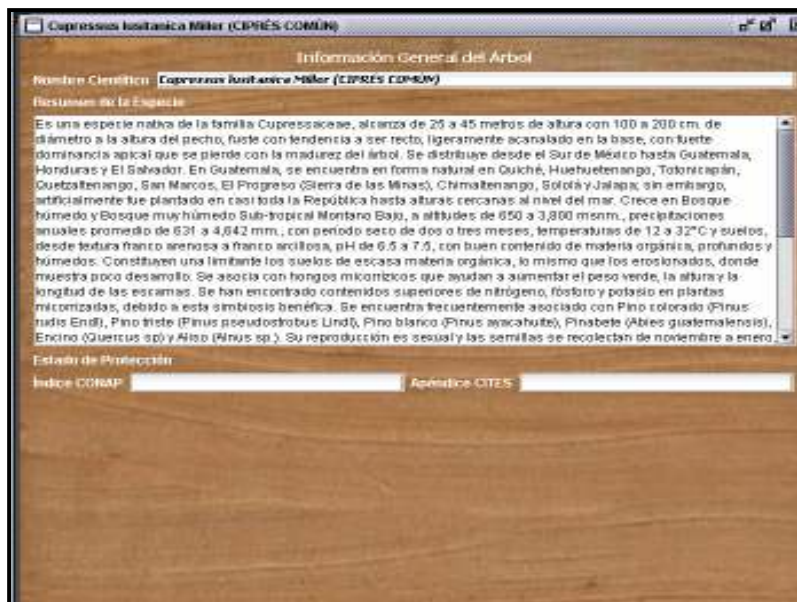 Cupressus lusitanica Miller (CIPRÉS COMÚN)
Información General del Árbol
Nombre Científico Cupressus lusitanica Miller (CIPRÉS COMÚN)
Resumen de la Especie
Es una especie nativa de la familia Cupressaceae, alcanza de 25 a 45 metros de altura con 100 a 200 cm. de
diámetro a la altura del pecho, fuste con tendencia a ser recto, ligeramente acanalado en la base, con fuerte
dominancia apical que se pierde con la madurez del árbol. Se distribuye desde el Sur de México hasta Guatemala,
Honduras y El Salvador. En Guatemala, se encuentra en forma natural en Quiché, Huehuetenango, Totonicapán,
Quetzaltenango, San Marcos, El Progreso (Sierra de las Minas), Chimaltenango, Sololá y Jalapa; sin embargo,
artificialmente fue plantado en casi toda la República hasta alturas cercanas al nivel del mar. Crece en Bosque
húmedo y Bosque muy húmedo Sub-tropical Montano Bajo, a altitudes de 650 a 3,800 msnm., precipitaciones
anuales promedio de 631 a 4,642 mm., con período seco de dos o tres meses, temperaturas de 12 a 32°C y suelos,
desde textura franco arenosa a franco arcillosa, pH de 6.5 a 7.5, con buen contenido de materia orgánica, profundos y
húmedos. Constituyen una limitante los suelos de escasa materia orgánica, lo mismo que los erosionados, donde
muestra poco desarrollo. Se asocia con hongos micorrízicos que ayudan a aumentar el peso verde, la altura y la
longitud de las escamas. Se han encontrado contenidos superiores de nitrógeno, fósforo y potasio en plantas
micorrizadas, debido a esta simbiosis benéfica. Se encuentra frecuentemente asociado con Pino colorado (Pinus
rudis Endl), Pino triste (Pinus pseudostrobus Lindl), Pino blanco (Pinus ayacahuite), Pinabete (Abies guatemalensis),
Encino (Quercus sp) y Aliso (Alnus sp.). Su reproducción es sexual y las semillas se recolectan de noviembre a enero.
Estado de Protección
Índice CONAP Apéndice CITES